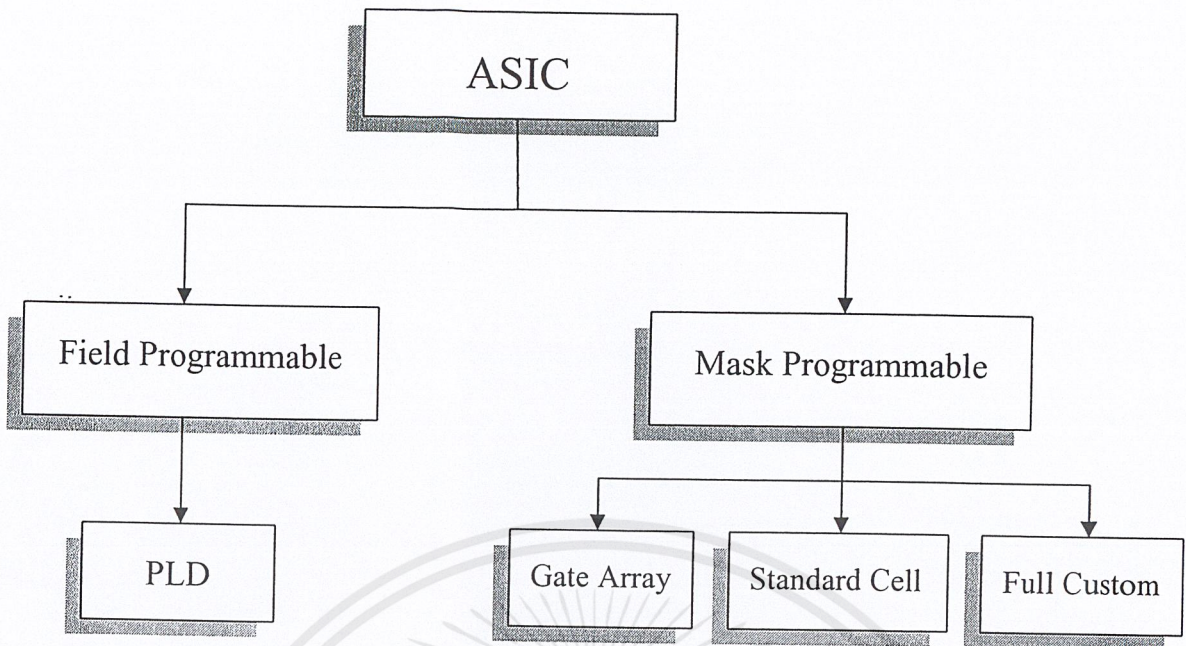 ASIC
Field Programmable
Mask Programmable
PLD
Gate Array
Standard Cell
Full Custom